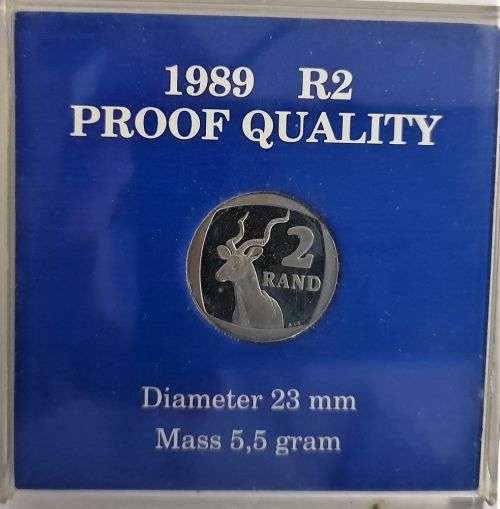 1989 R2
PROOF QUALITY
2
RAND
Diameter 23 mm
Mass 5,5 gram